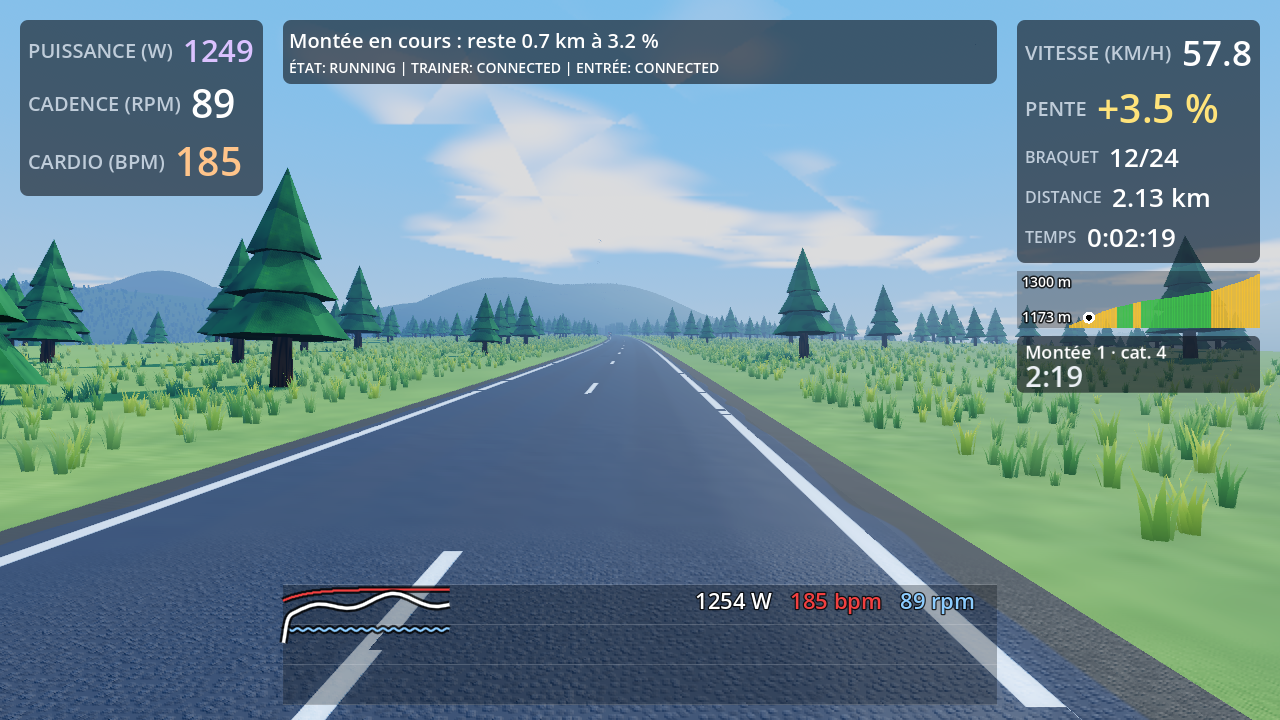 PUISSANCE (W) 1249
CADENCE (RPM) 89
CARDIO (BPM) 185
Montée en cours : reste 0.7 km à 3.2 %
ÉTAT: RUNNING | TRAINER: CONNECTED | ENTRÉE: CONNECTED
VITESSE (KM/H) 57.8
PENTE +3.5 %
BRAQUET 12/24
DISTANCE 2.13 km
TEMPS 0:02:19
1300 m
1173 m
Montée 1 · cat. 4
2:19
1254 W 185 bpm 89 rpm